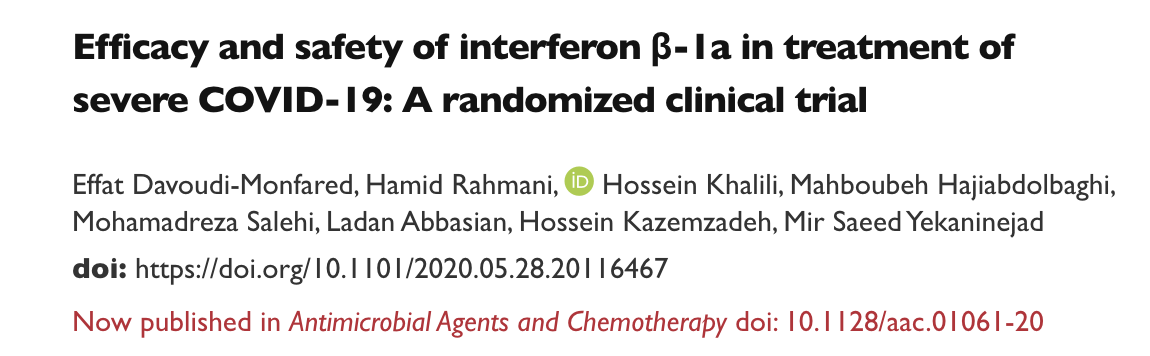 Efficacy and safety of interferon β-1a in treatment of
severe COVID-19: A randomized clinical trial
Effat Davoudi-Monfared, Hamid Rahmani, iD Hossein Khalili, Mahboubeh Hajiabdolbaghi,
Mohamadreza Salehi, Ladan Abbasian, Hossein Kazemzadeh, Mir Saeed Yekaninejad
doi: https://doi.org/10.1101/2020.05.28.20116467
Now published in Antimicrobial Agents and Chemotherapy doi: 10.1128/aac.01061-20